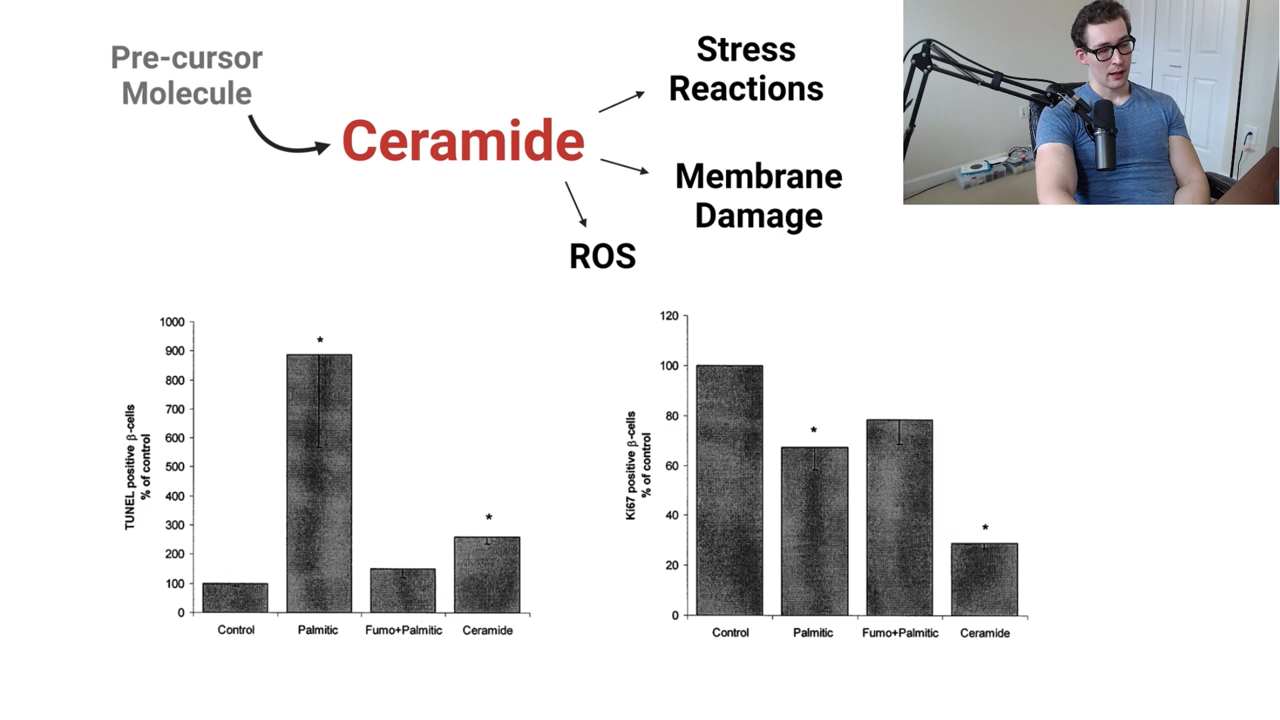 Pre-cursor
Molecule
Ceramide
Stress
Reactions
Membrane
Damage
ROS
TUNEL positive β-cells
% of control
1000
900
800
700
600
500
400
300
200
100
0
*
*
Control
Palmitic
Fumo+Palmitic
Ceramide
Ki67 positive β-cells
% of control
120
100
80
60
40
20
0
*
*
Control
Palmitic
Fumo+Palmitic
Ceramide